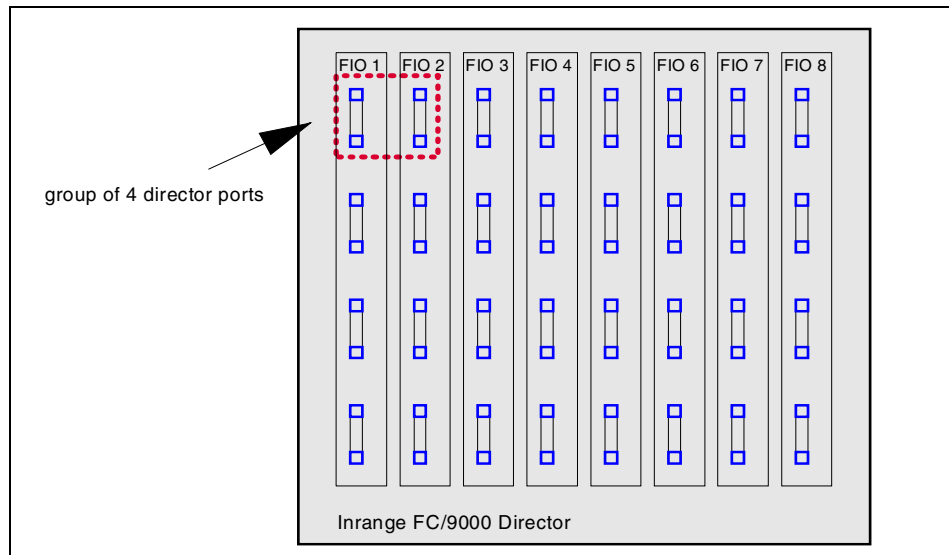 FIO 1 FIO 2 FIO 3 FIO 4 FIO 5 FIO 6 FIO 7 FIO 8
group of 4 director ports
Inrange FC/9000 Director